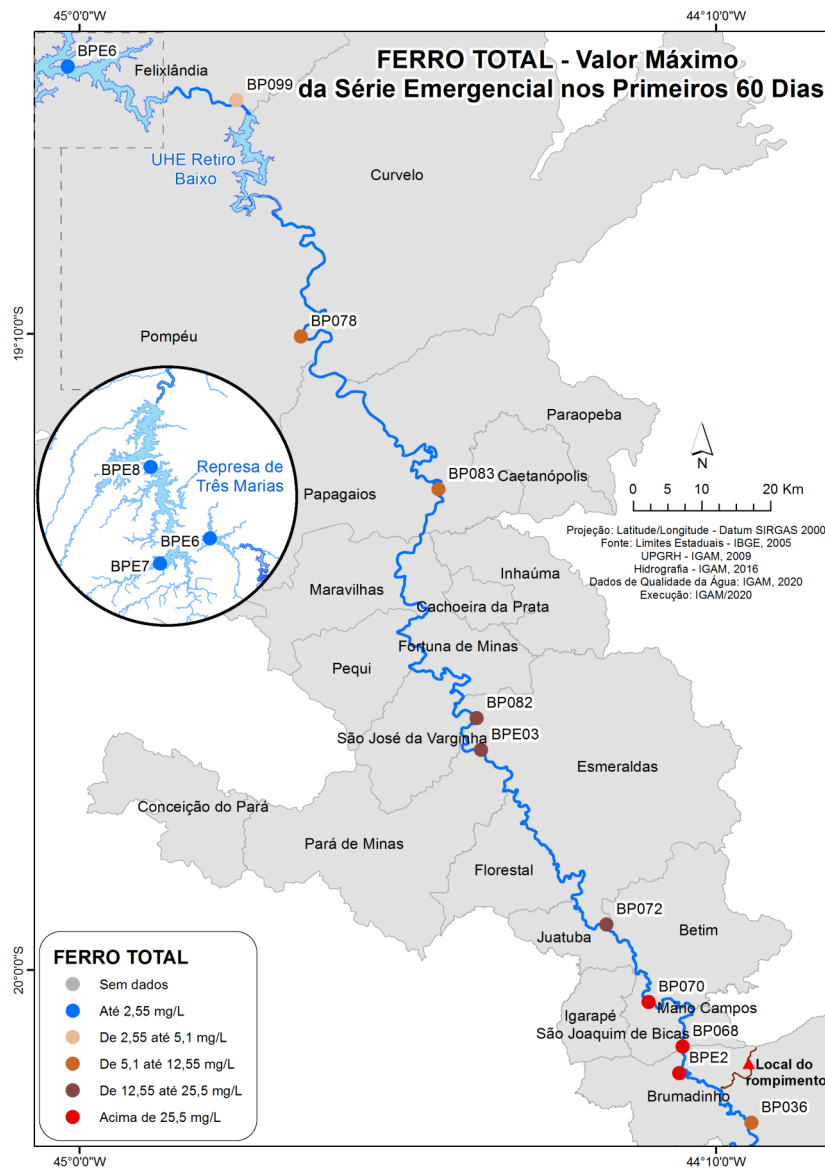 45°00'0"W
44°10'0"W
FERRO TOTAL - Valor Máximo
da Série Emergencial nos Primeiros 60 Dias
BPE6
Felixlândia
BP099
UHE Retiro
Baixo
Curvelo
19°10'0"S
BP078
Pompéu
Paraopeba
BP083
Caetanópolis
N
BPE8
Represa de
Três Marias
BPE6
BPE7
Papagaios
0 2 5 10 15 20 Km
Projeção: Latitude/Longitude - Datum SIRGAS 2000
Fonte: Limites Estaduais - IBGE, 2005
UPGRH - IGAM, 2009
Hidrografia - IGAM, 2016
Dados de Qualidade da Água: IGAM, 2020
Execução: IGAM/2020
Inhaúma
Maravilhas
Cachoeira da Prata
Fortuna de Minas
Pequi
BP082
São José da Varginha
BPE03
Esmeraldas
Conceição do Pará
Pará de Minas
Florestal
BP072
Juatuba
Betim
20°0'0"S
BP070
Mário Campos
Igarapé
São Joaquim de Bicas
BP068
BPE2
Local do
rompimento
Brumadinho
BP036
FERRO TOTAL
Sem dados
Até 2,55 mg/L
De 2,55 até 5,1 mg/L
De 5,1 até 12,55 mg/L
De 12,55 até 25,5 mg/L
Acima de 25,5 mg/L
45°00'0"W
44°10'0"W